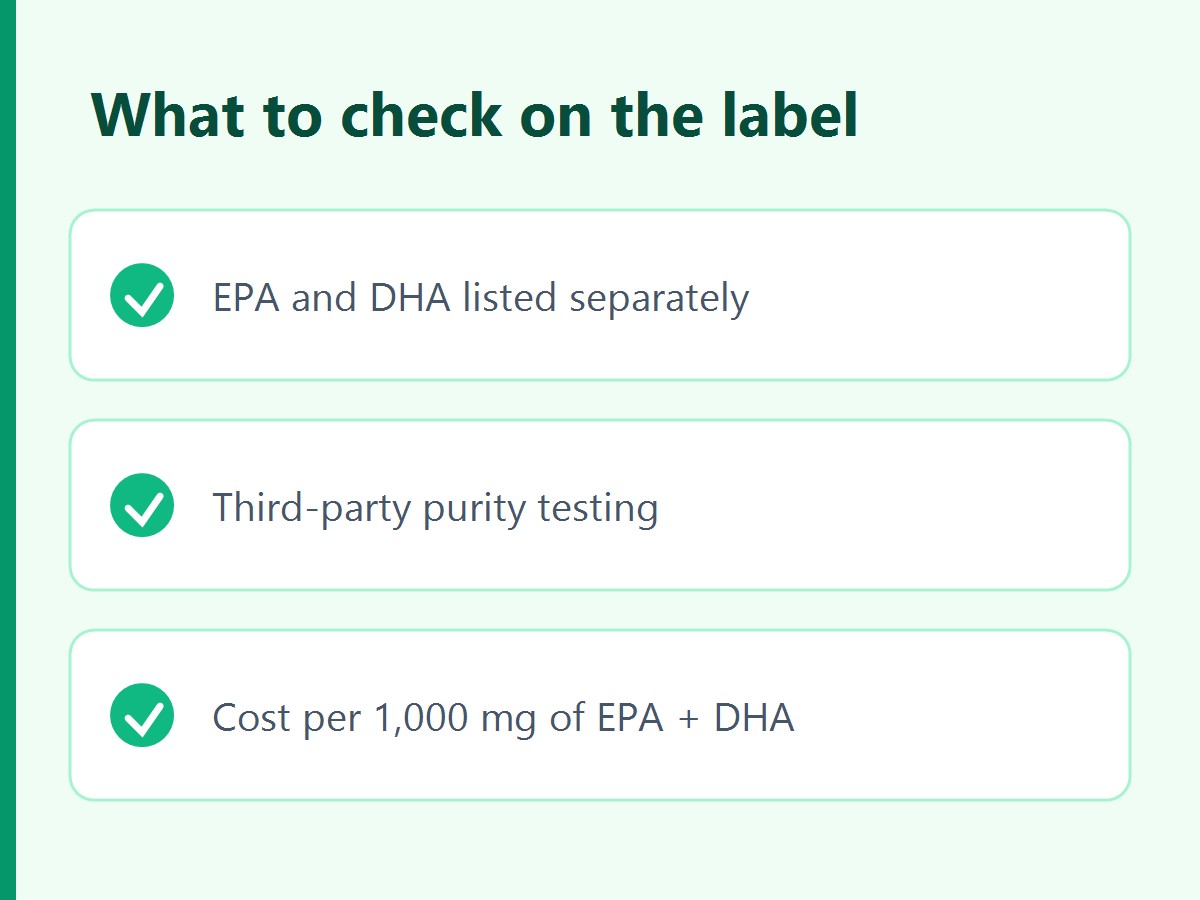 What to check on the label
EPA and DHA listed separately
Third-party purity testing
Cost per 1,000 mg of EPA + DHA